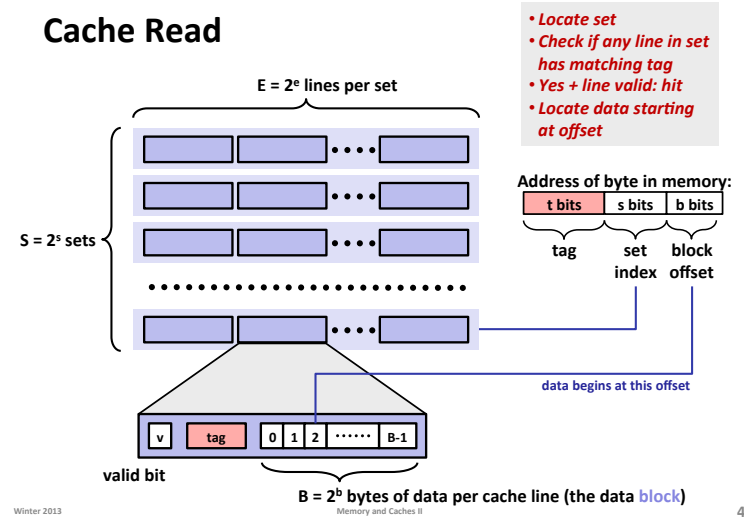 Cache Read
• Locate set
• Check if any line in set
has matching tag
• Yes + line valid: hit
• Locate data starting
at offset
E = 2ᵉ lines per set
S = 2ˢ sets
Address of byte in memory:
t bits s bits b bits
tag set block
index offset
data begins at this offset
v tag 0 1 2 ······ B-1
valid bit
B = 2ᵇ bytes of data per cache line (the data block)
Winter 2013 Memory and Caches II 4